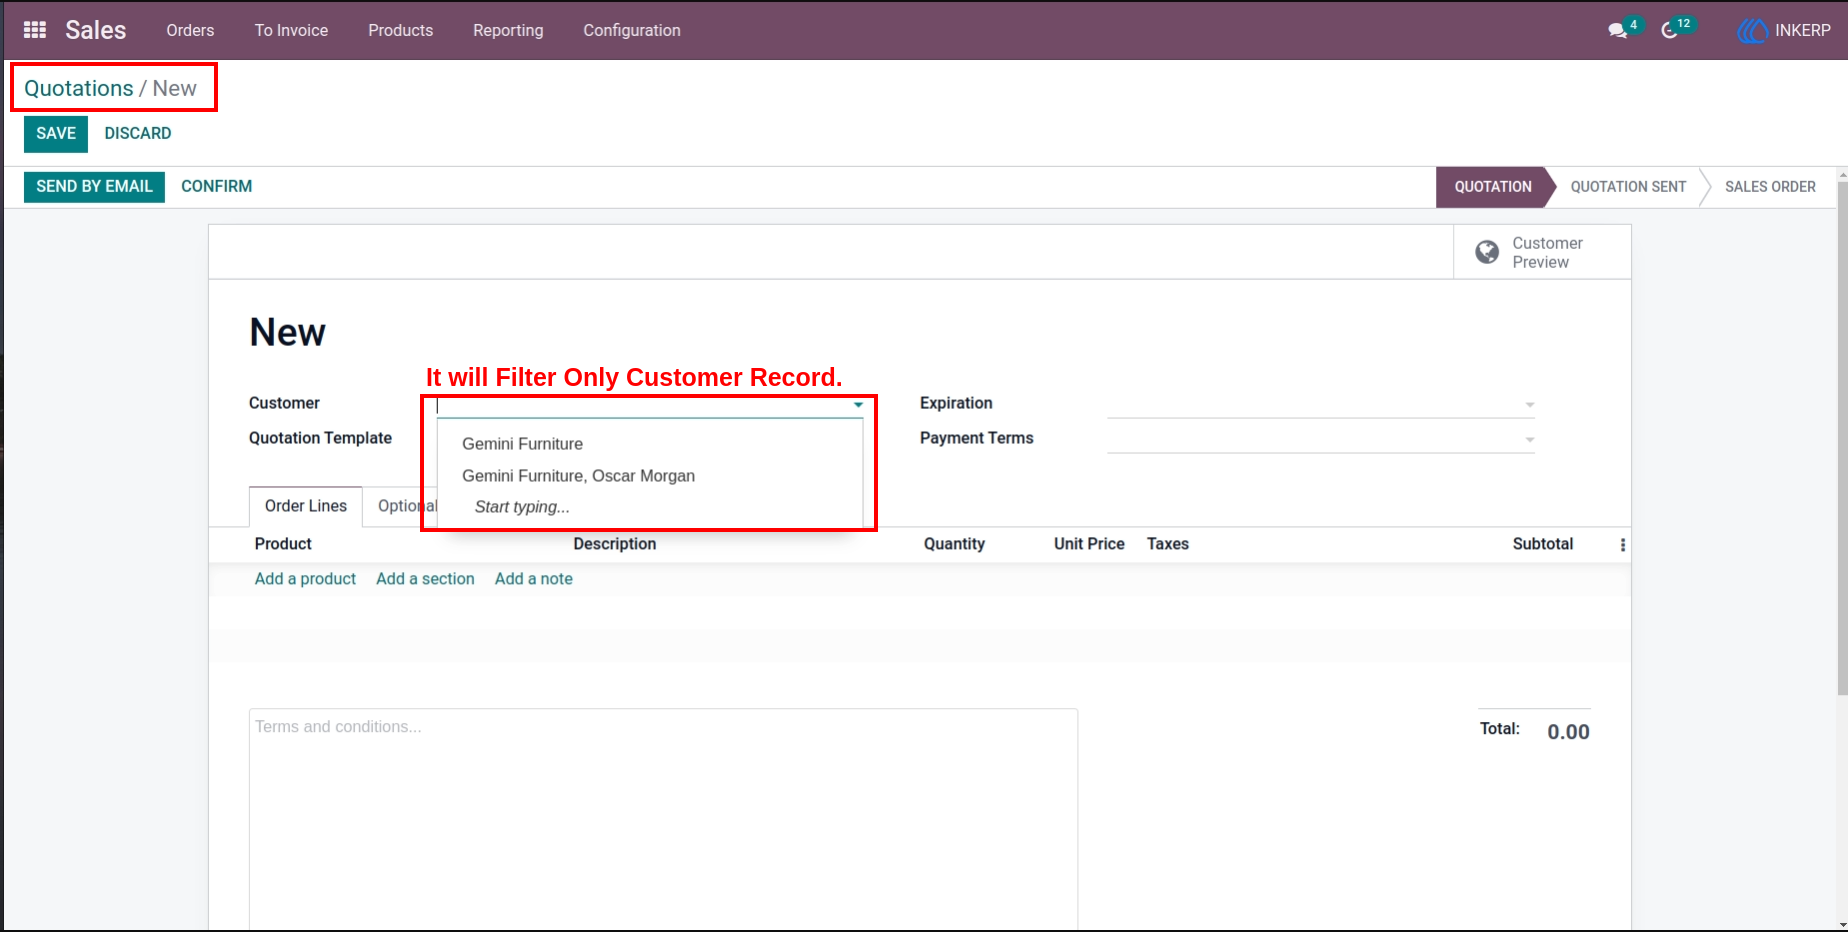 Sales Orders To Invoice Products Reporting Configuration 4 12 INKERP
Quotations / New
SAVE DISCARD
SEND BY EMAIL CONFIRM QUOTATION QUOTATION SENT SALES ORDER
Customer
Preview
New
It will Filter Only Customer Record.
Customer Expiration
Quotation Template Payment Terms
Gemini Furniture
Gemini Furniture, Oscar Morgan
Start typing...
Order Lines Optional
Product Description Quantity Unit Price Taxes Subtotal
Add a product Add a section Add a note
Terms and conditions...
Total: 0.00